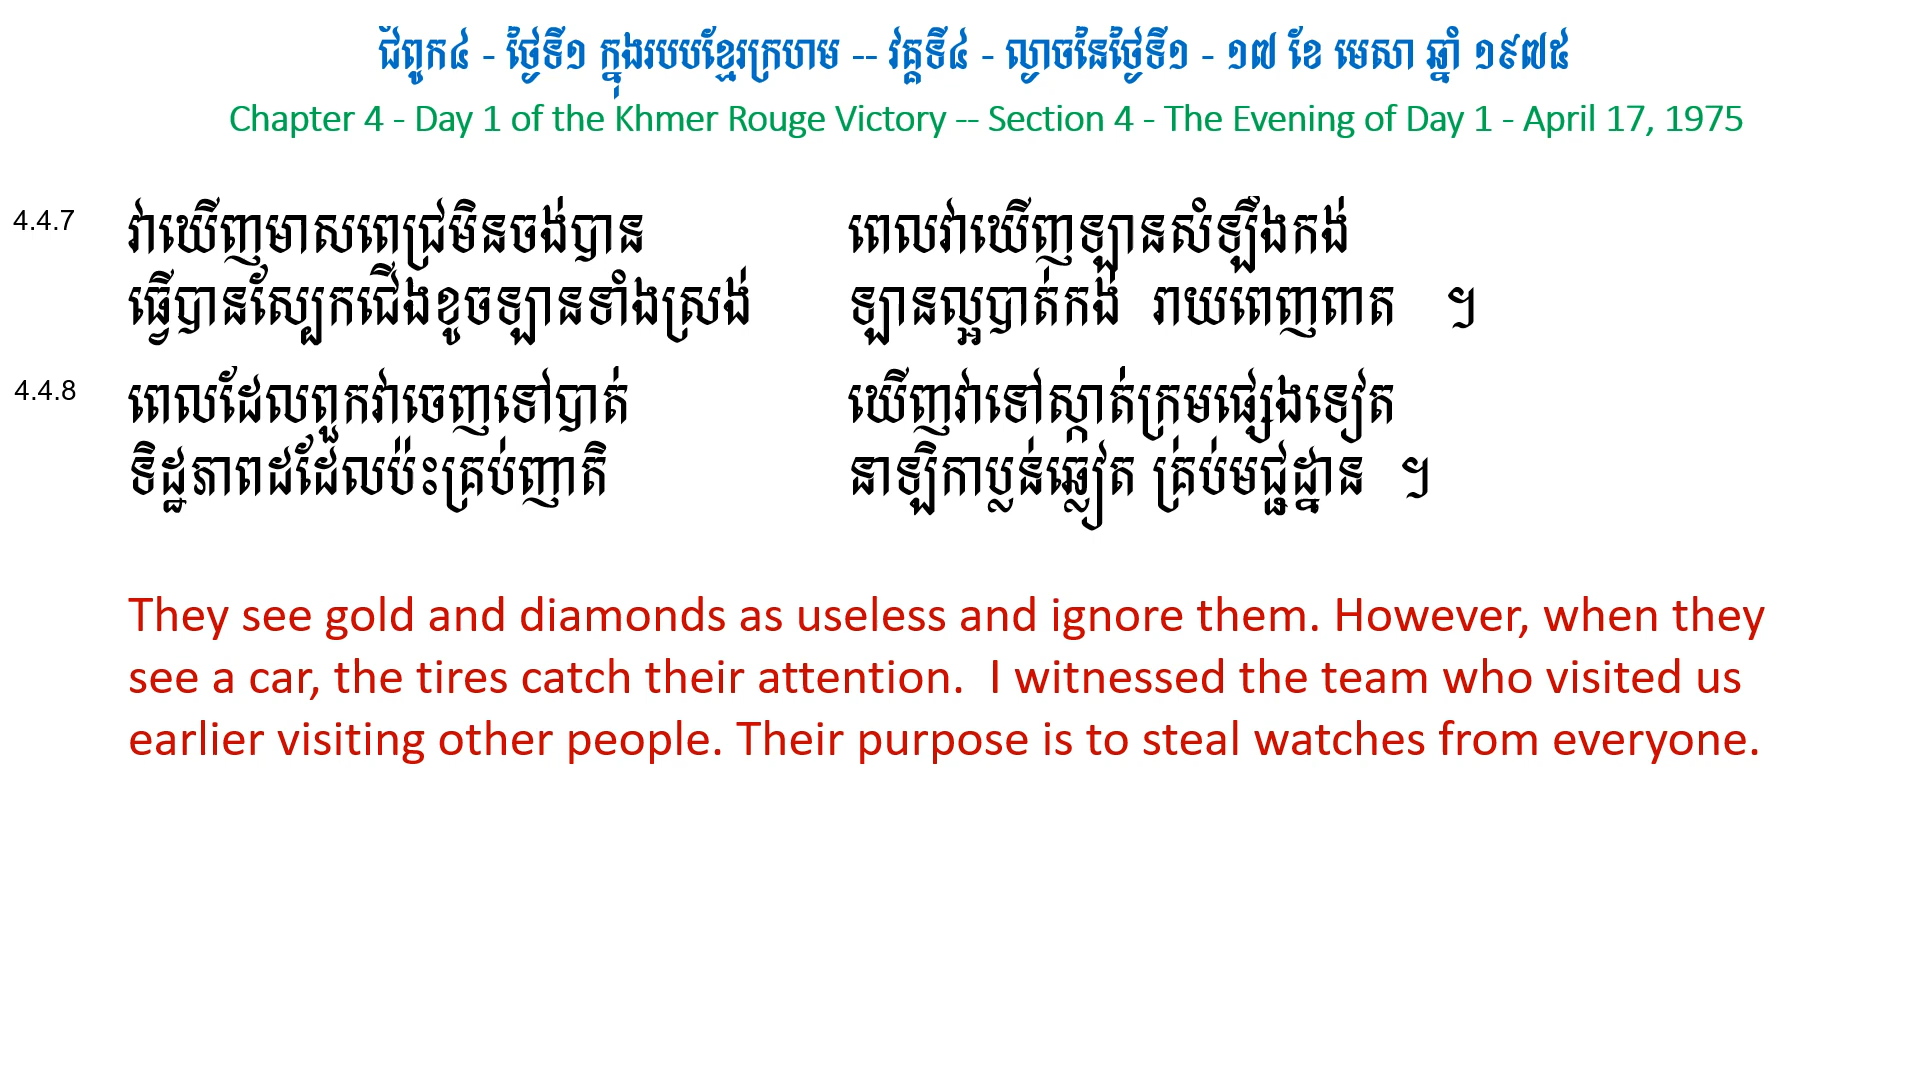 ជំពូក៤ - ថ្ងៃទី១ ក្នុងរបបខ្មែរក្រហម -- វគ្គទី៤ - ល្ងាចនៃថ្ងៃទី១ - ១៧ ខែ មេសា ឆ្នាំ ១៩៧៥
Chapter 4 - Day 1 of the Khmer Rouge Victory -- Section 4 - The Evening of Day 1 - April 17, 1975
4.4.7 វាឃើញមាសពេជ្រមិនចង់បាន ពេលវាឃើញឡានសំឡឹងកង់
ធ្វើបានស្បែកជើងខូចឡានទាំងស្រុង ឡានល្អបាត់កង់ រាយពេញពាត ។
4.4.8 ពេលដែលពួកវាចេញទៅបាត់ ឃើញវាទៅស្កាត់ក្រុមផ្សេងទៀត
ទិដ្ឋភាពដដែលប៉ះគ្រប់ញាតិ នាឡិកាប្លន់ឆ្លៀត គ្រប់មជ្ឈដ្ឋាន ។
They see gold and diamonds as useless and ignore them. However, when they
see a car, the tires catch their attention. I witnessed the team who visited us
earlier visiting other people. Their purpose is to steal watches from everyone.